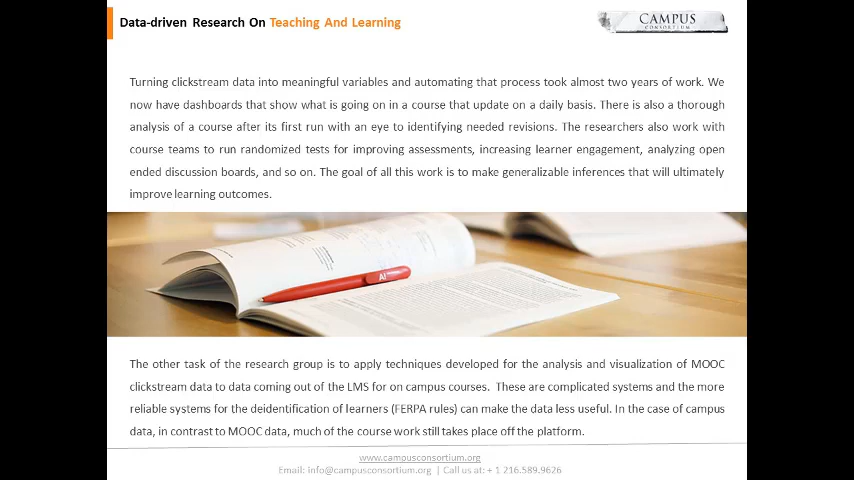 Data-driven Research On Teaching And Learning
CAMPUS
CONSORTIUM
Turning clickstream data into meaningful variables and automating that process took almost two years of work. We
now have dashboards that show what is going on in a course that update on a daily basis. There is also a thorough
analysis of a course after its first run with an eye to identifying needed revisions. The researchers also work with
course teams to run randomized tests for improving assessments, increasing learner engagement, analyzing open
ended discussion boards, and so on. The goal of all this work is to make generalizable inferences that will ultimately
improve learning outcomes.
The other task of the research group is to apply techniques developed for the analysis and visualization of MOOC
clickstream data to data coming out of the LMS for on campus courses. These are complicated systems and the more
reliable systems for the deidentification of learners (FERPA rules) can make the data less useful. In the case of campus
data, in contrast to MOOC data, much of the course work still takes place off the platform.
www.campusconsortium.org
Email: info@campusconsortium.org | Call us at: + 1 216.589.9626